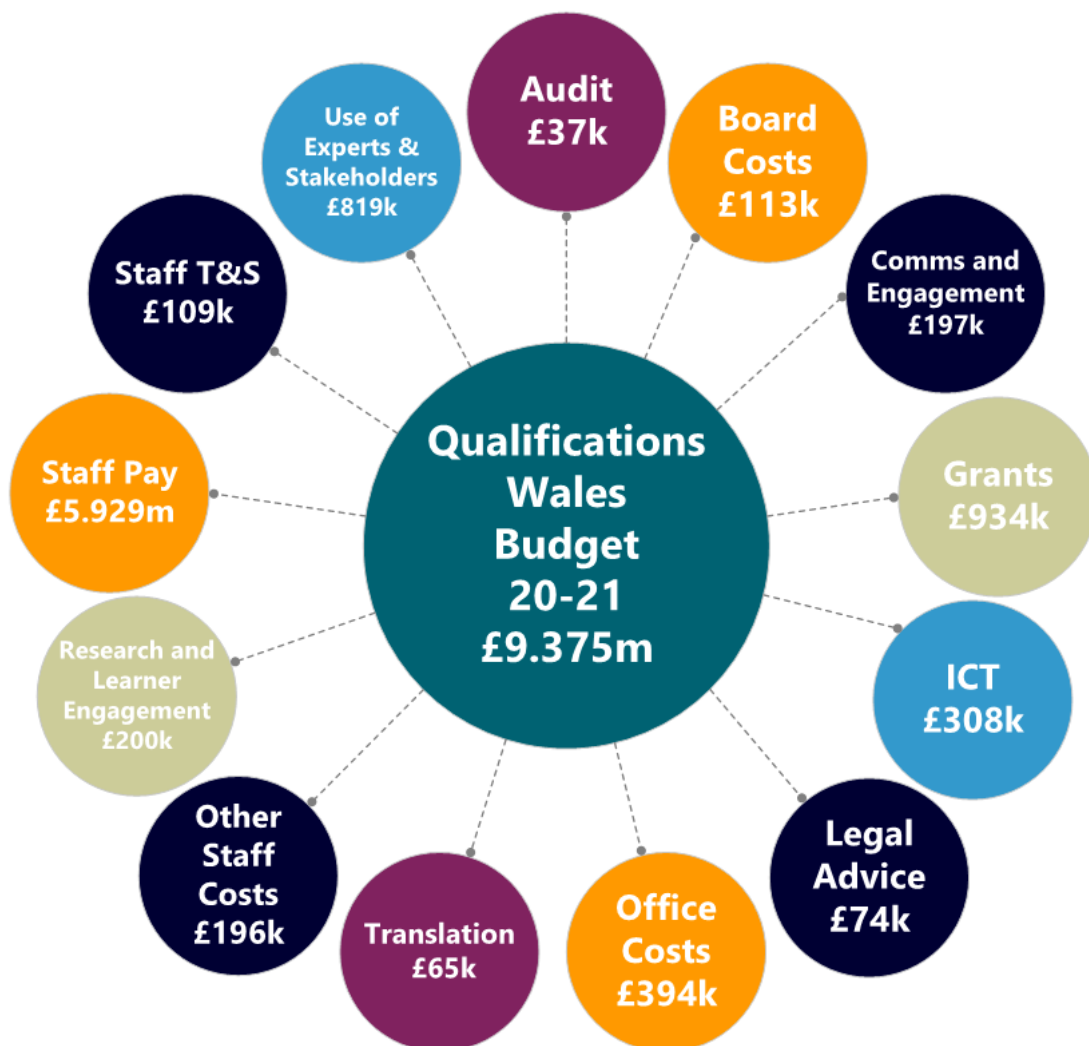 Audit
£37k
Board
Costs
£113k
Comms and
Engagement
£197k
Grants
£934k
ICT
£308k
Legal
Advice
£74k
Office
Costs
£394k
Translation
£65k
Other
Staff
Costs
£196k
Research and
Learner
Engagement
£200k
Staff Pay
£5.929m
Staff T&S
£109k
Use of
Experts &
Stakeholders
£819k
Qualifications
Wales
Budget
20-21
£9.375m